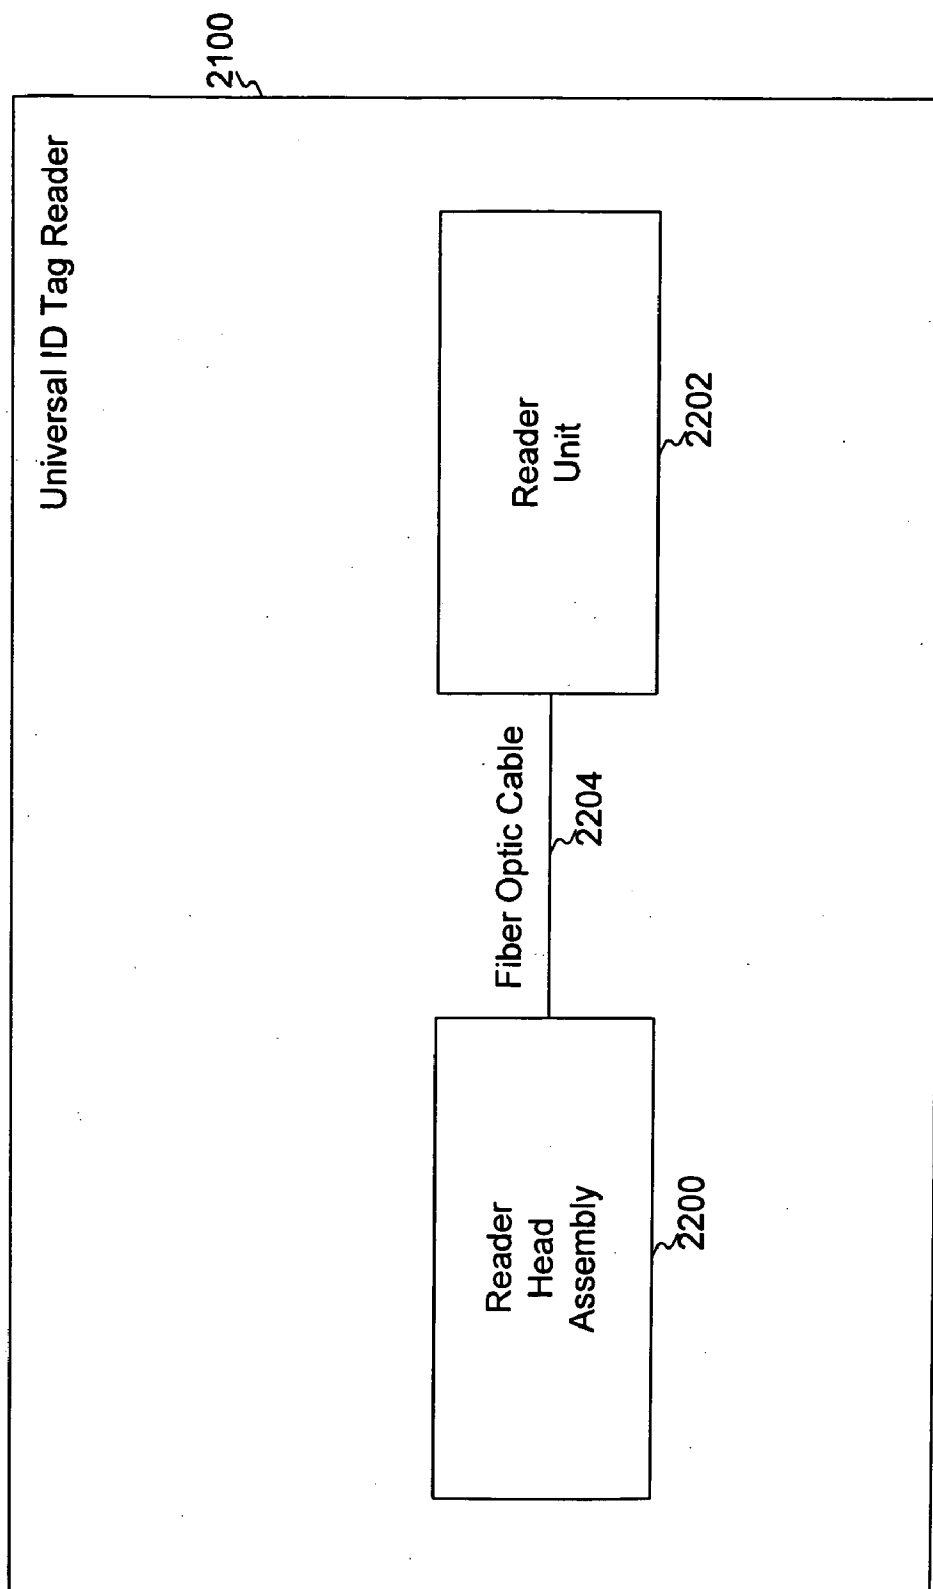 Universal ID Tag Reader
2100
Reader
Head
Assembly
2200
Fiber Optic Cable
2204
Reader
Unit
2202